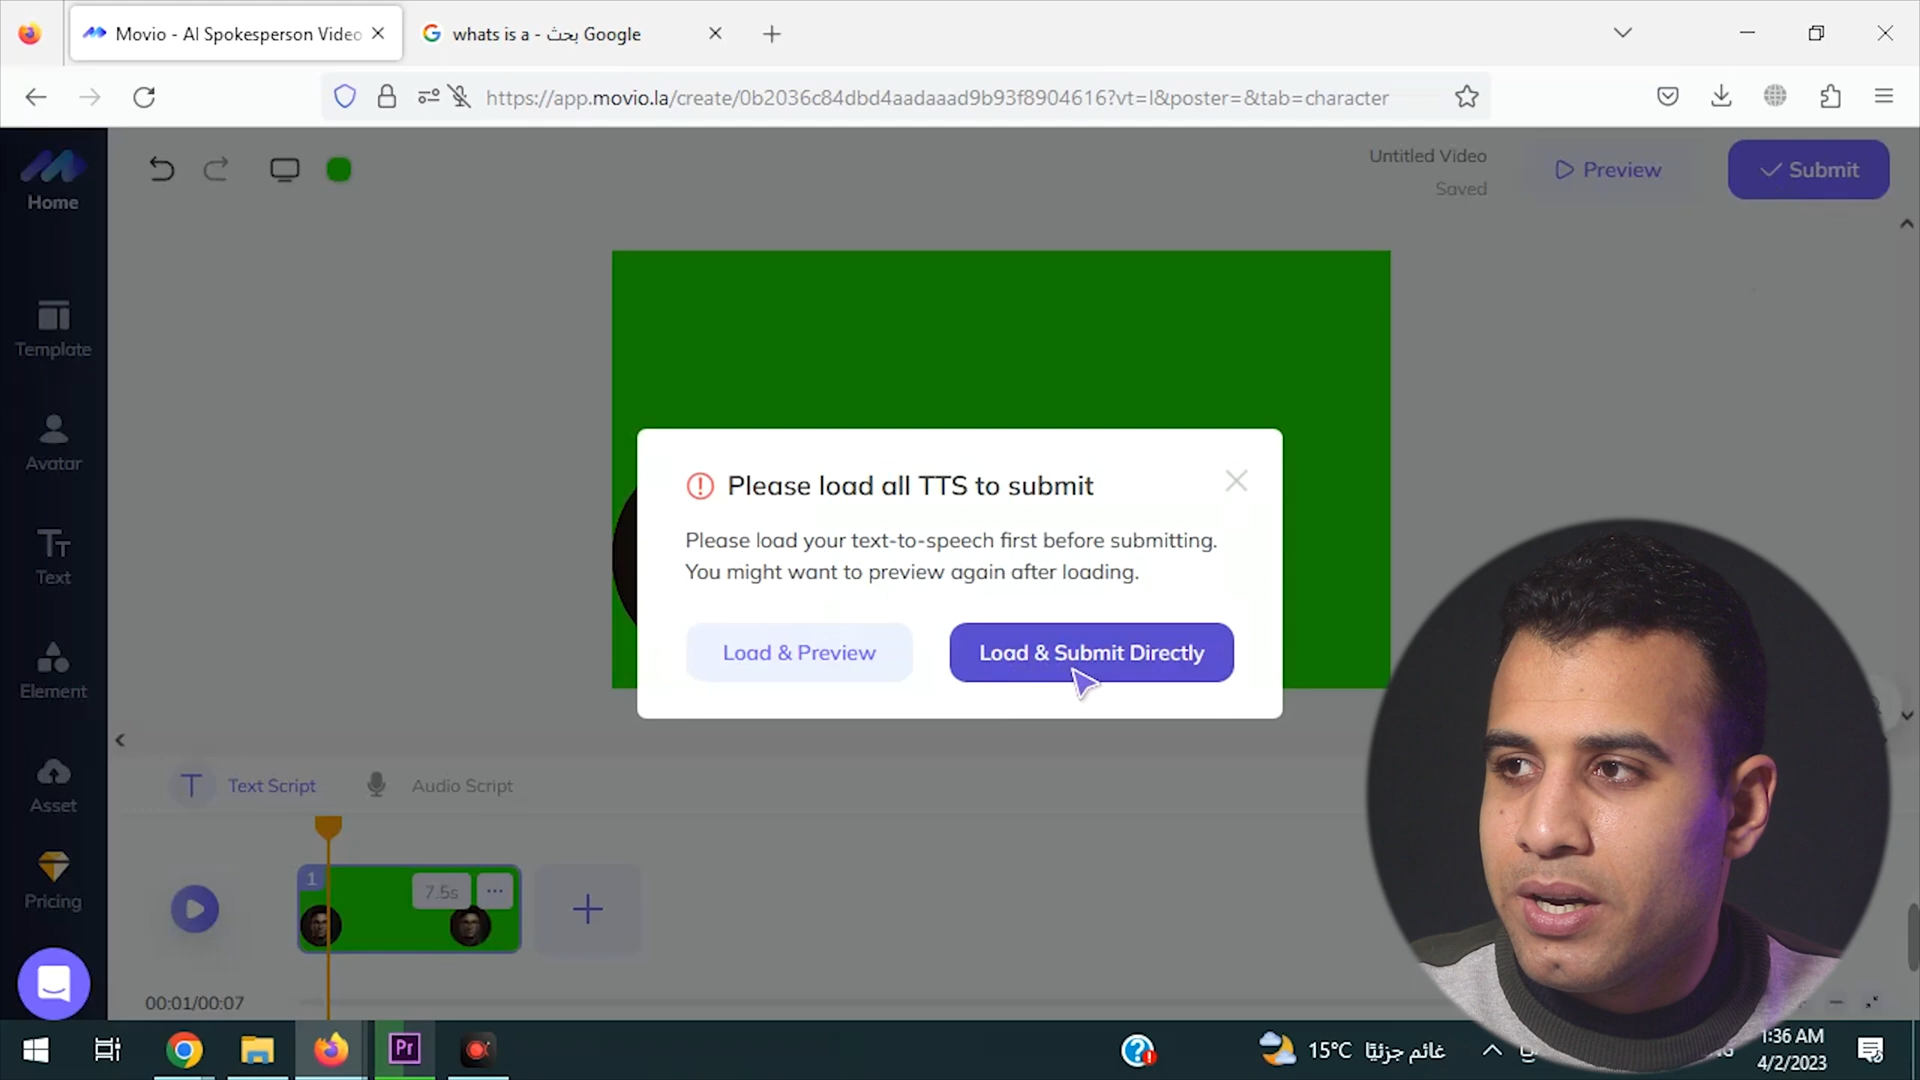 Movio - AI Spokesperson Video
whats is a - بحث Google
https://app.movio.la/create/0b2036c84dbd4aadaaad9b93f8904616?vt=l&poster=&tab=character
Home
Untitled Video
Saved
Preview
Submit
Template
Avatar
Text
Element
Asset
Pricing
Please load all TTS to submit
Please load your text-to-speech first before submitting.
You might want to preview again after loading.
Load & Preview
Load & Submit Directly
Text Script
Audio Script
1
7.5s
00:01/00:07
Pr
15°C
غائم جزئيًا
1:36 AM
4/2/2023